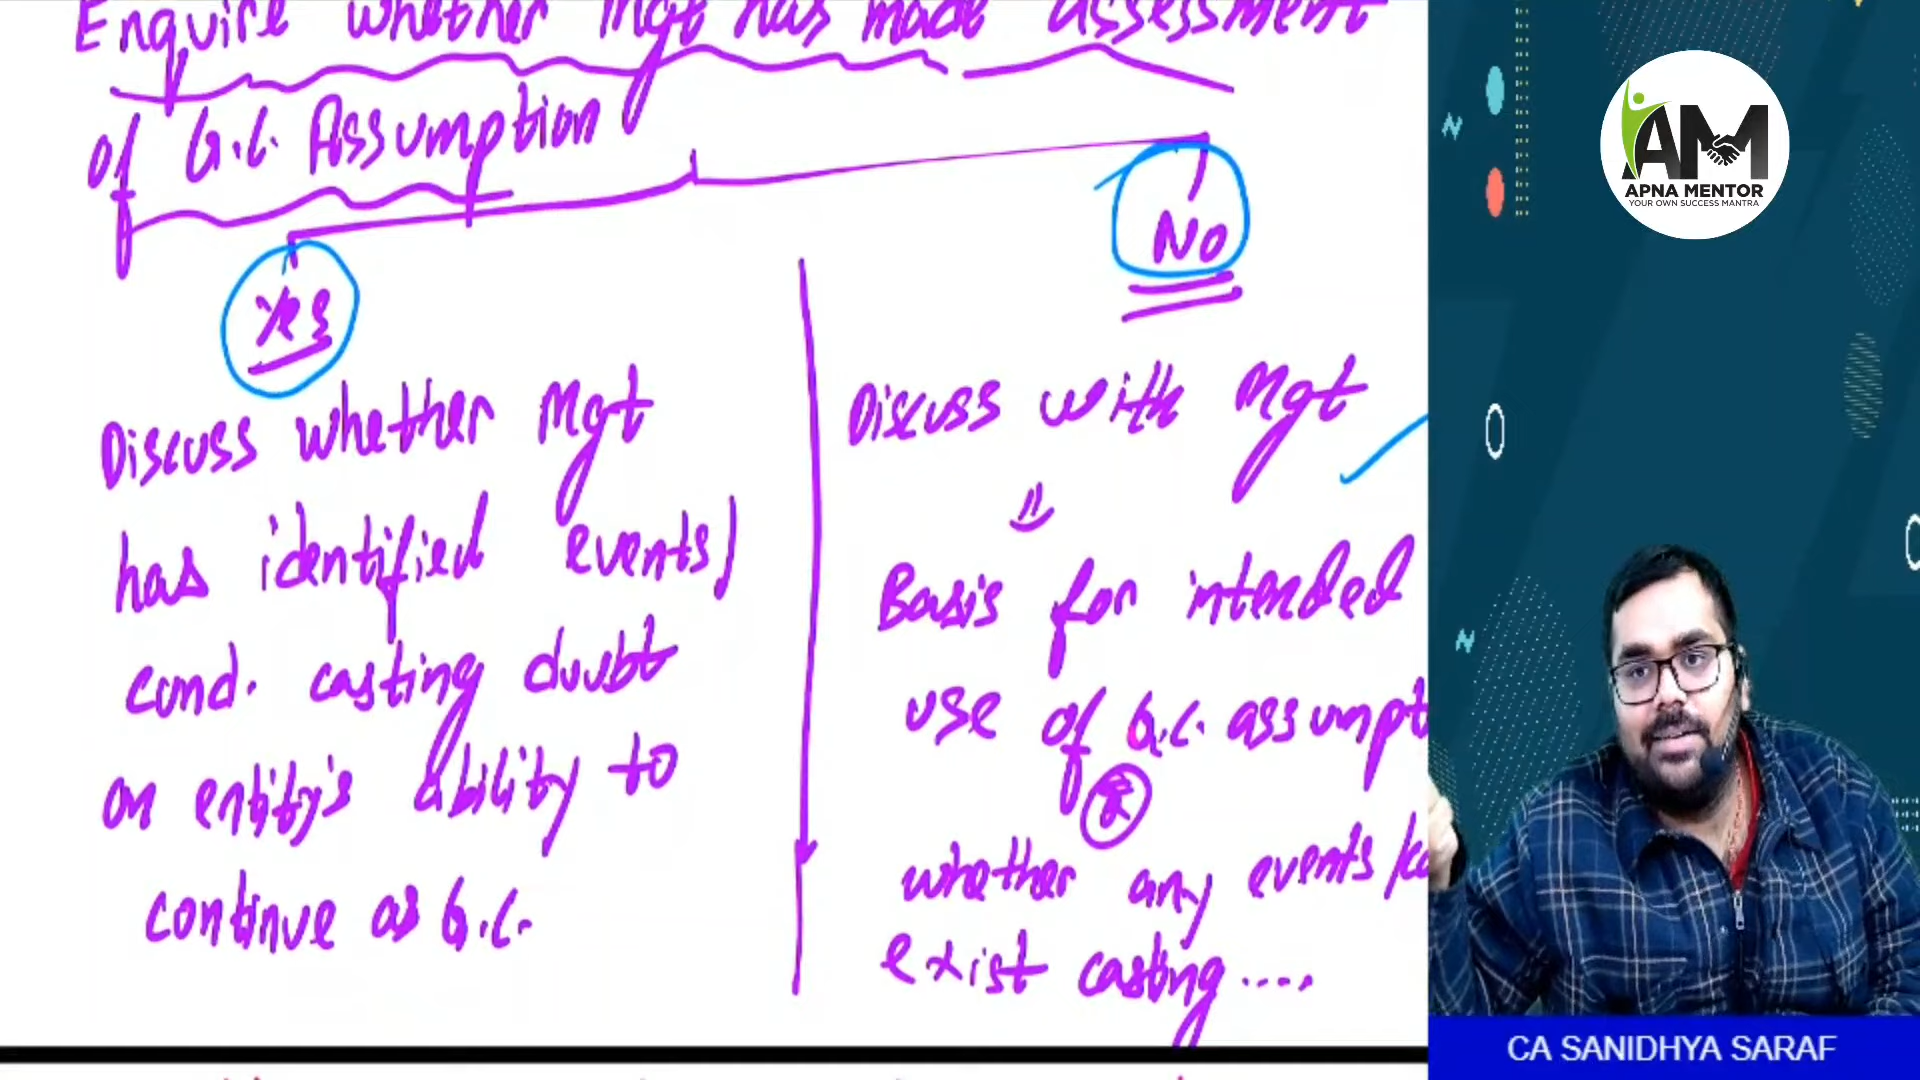 Enquire whether Mgt has made assessment
of G.C. Assumption
Yes
No
Discuss whether Mgt
has identified events/
cond. casting doubt
on entity's ability to
continue as G.C.
Discuss with Mgt
Basis for intended
use of G.C. assumpt
whether any events/
exist casting....
AM
APNA MENTOR
YOUR OWN SUCCESS MANTRA
CA SANIDHYA SARAF